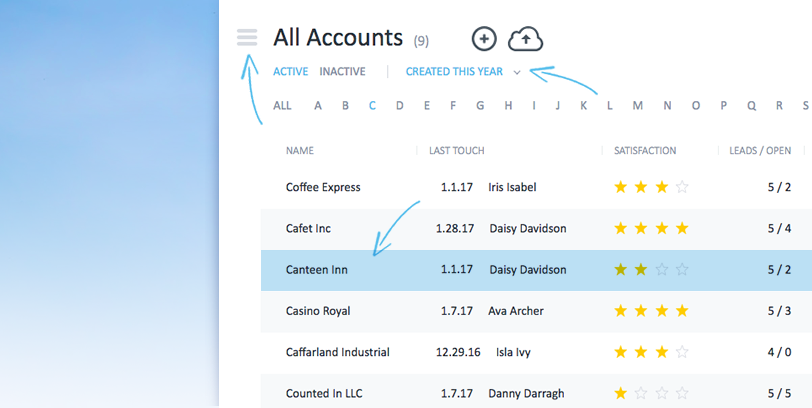 All Accounts (9)
ACTIVE INACTIVE CREATED THIS YEAR
ALL A B C D E F G H I J K L M N O P Q R S
NAME LAST TOUCH SATISFACTION LEADS / OPEN
Coffee Express 1.1.17 Iris Isabel 5 / 2
Cafet Inc 1.28.17 Daisy Davidson 5 / 4
Canteen Inn 1.1.17 Daisy Davidson 5 / 2
Casino Royal 1.7.17 Ava Archer 5 / 3
Caffarland Industrial 12.29.16 Isla Ivy 4 / 0
Counted In LLC 1.7.17 Danny Darragh 5 / 5